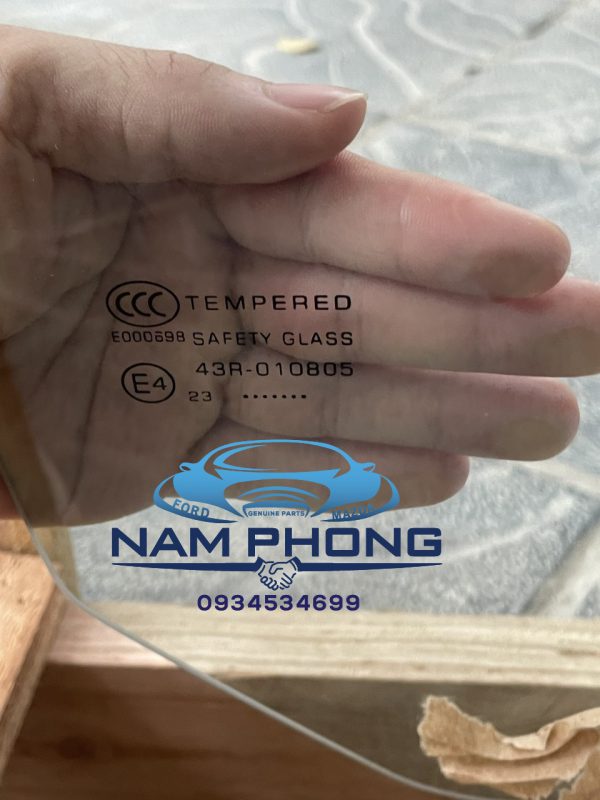 CCC TEMPERED
E000698 SAFETY GLASS
E4 43R-010805
23 .......
FORD GENUINE PARTS MAZDA
NAM PHONG
0934534699